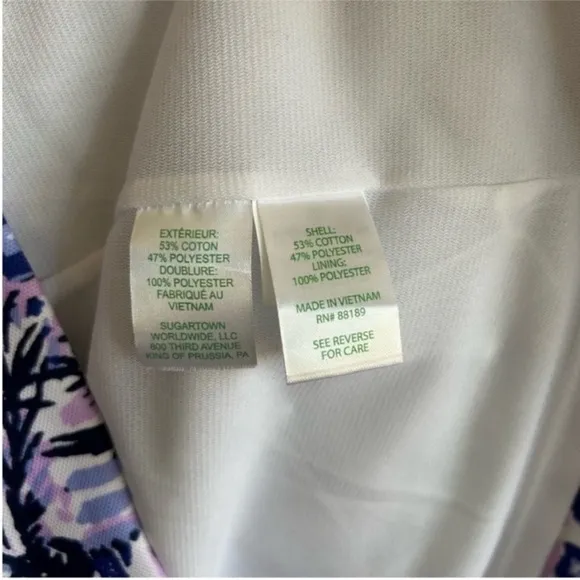 EXTÉRIEUR:
53% COTON
47% POLYESTER
DOUBLURE:
100% POLYESTER
FABRIQUÉ AU
VIETNAM
SUGARTOWN
WORLDWIDE, LLC
800 THIRD AVENUE
KING OF PRUSSIA, PA
SHELL:
53% COTTON
47% POLYESTER
LINING:
100% POLYESTER
MADE IN VIETNAM
RN# 88189
SEE REVERSE
FOR CARE